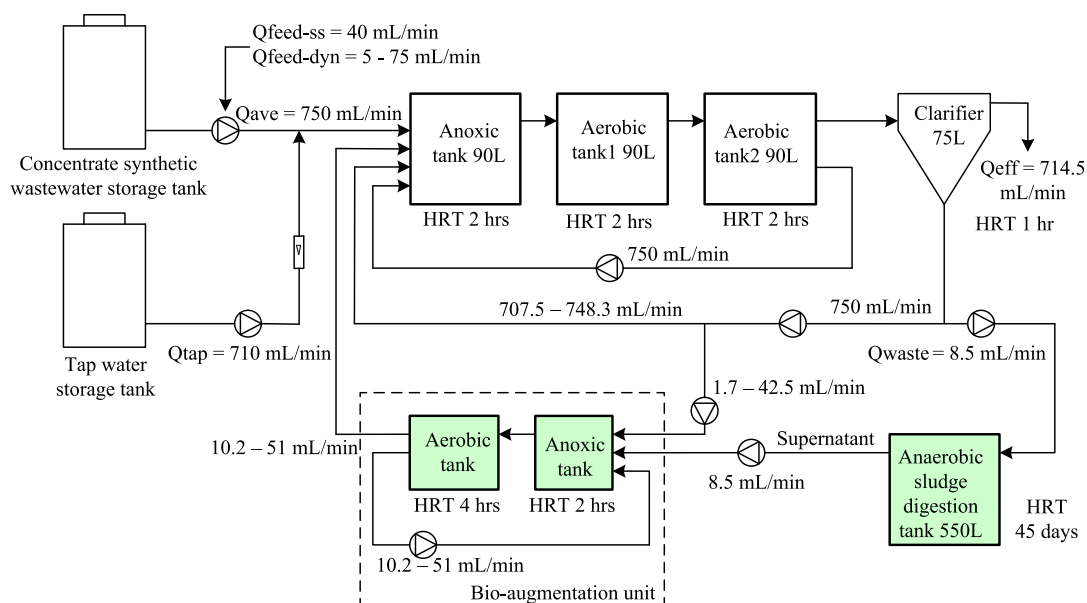 Qfeed-ss = 40 mL/min
Qfeed-dyn = 5 - 75 mL/min
Qave = 750 mL/min
Concentrate synthetic
wastewater storage tank
Anoxic
tank 90L
HRT 2 hrs
Aerobic
tank1 90L
HRT 2 hrs
Aerobic
tank2 90L
HRT 2 hrs
Clarifier
75L
Qeff = 714.5
mL/min
HRT 1 hr
750 mL/min
707.5 – 748.3 mL/min
750 mL/min
Qtap = 710 mL/min
Tap water
storage tank
Qwaste = 8.5 mL/min
1.7 – 42.5 mL/min
10.2 – 51 mL/min
Aerobic
tank
HRT 4 hrs
Anoxic
tank
HRT 2 hrs
Supernatant
8.5 mL/min
Anaerobic
sludge
digestion
tank 550L
HRT
45 days
10.2 – 51 mL/min
Bio-augmentation unit